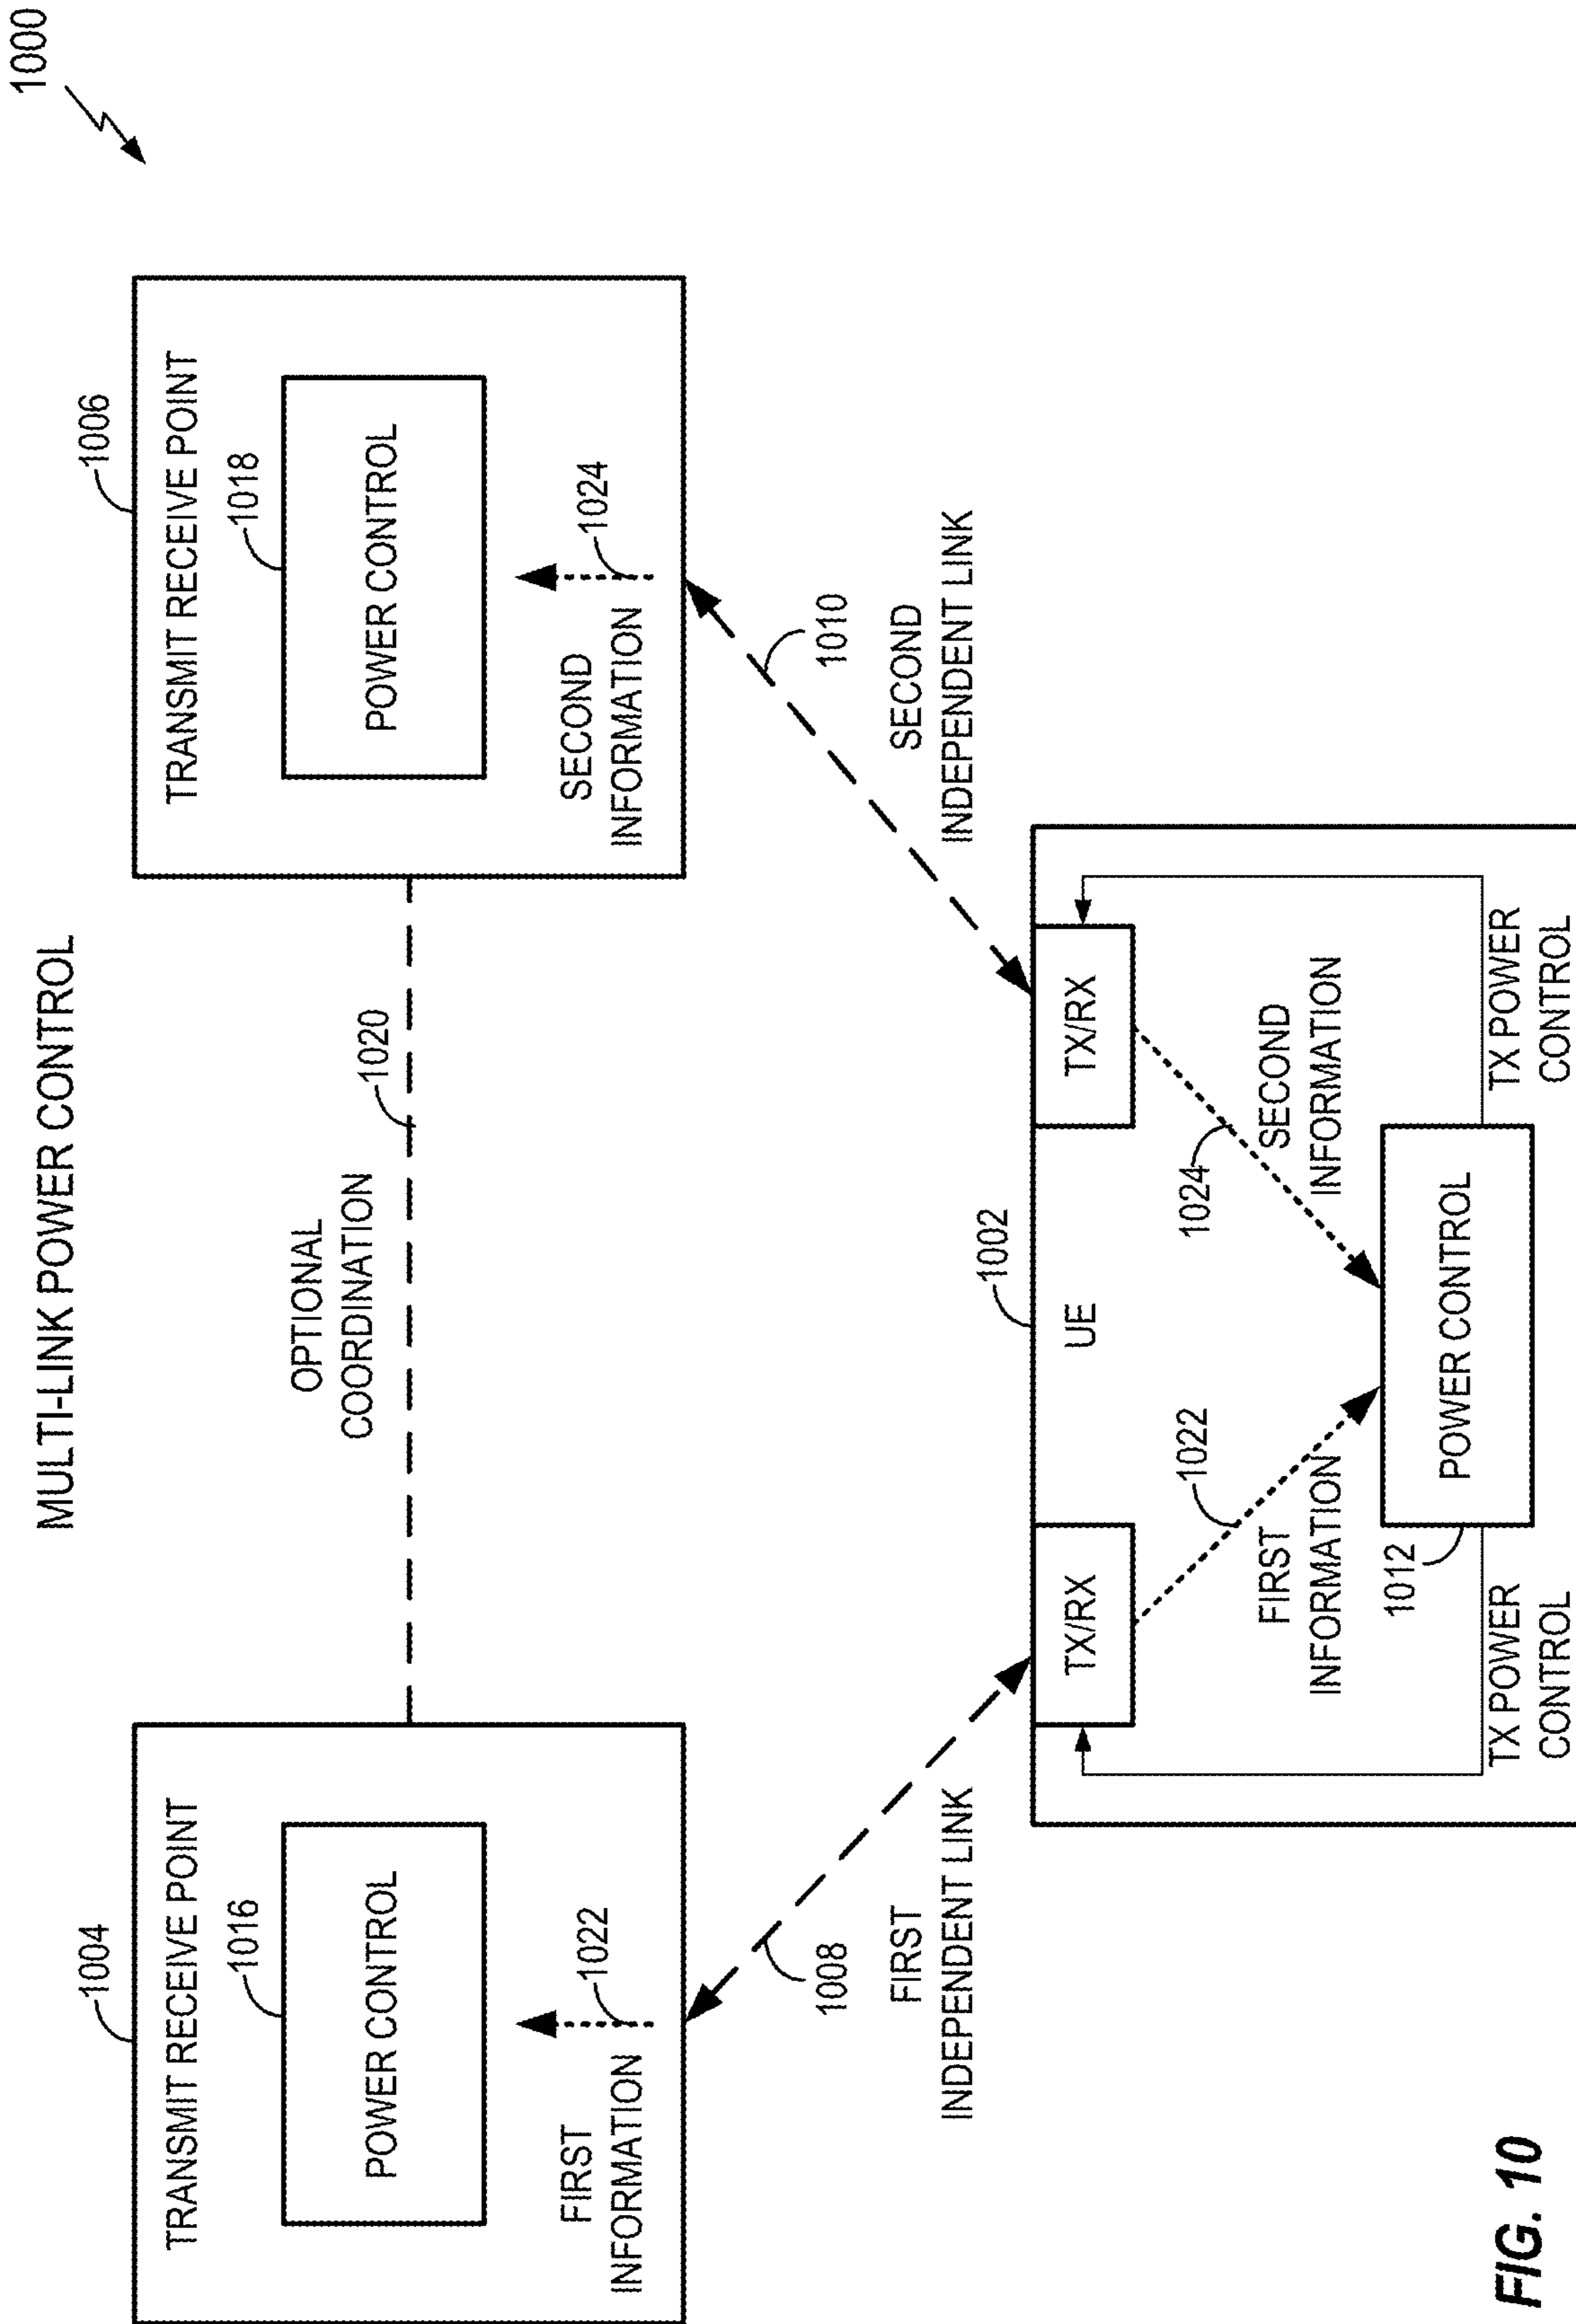 MULTI-LINK POWER CONTROL
1000
1004
TRANSMIT RECEIVE POINT
1016
POWER CONTROL
FIRST
INFORMATION
1022
OPTIONAL
COORDINATION
1020
1006
TRANSMIT RECEIVE POINT
1018
POWER CONTROL
SECOND
INFORMATION
1024
1008
FIRST
INDEPENDENT LINK
1010
SECOND
INDEPENDENT LINK
1002
TX/RX
UE
TX/RX
1022
FIRST
INFORMATION
1024
SECOND
INFORMATION
1012
POWER CONTROL
TX POWER
CONTROL
TX POWER
CONTROL
FIG. 10